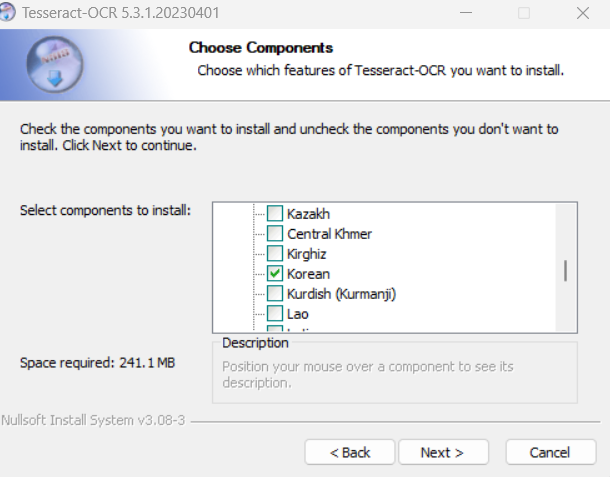 Tesseract-OCR 5.3.1.20230401
Choose Components
Choose which features of Tesseract-OCR you want to install.
Check the components you want to install and uncheck the components you don't want to
install. Click Next to continue.
Select components to install:
Kazakh
Central Khmer
Kirghiz
Korean
Kurdish (Kurmanji)
Lao
Description
Position your mouse over a component to see its
description.
Space required: 241.1 MB
Nullsoft Install System v3.08-3
< Back
Next >
Cancel